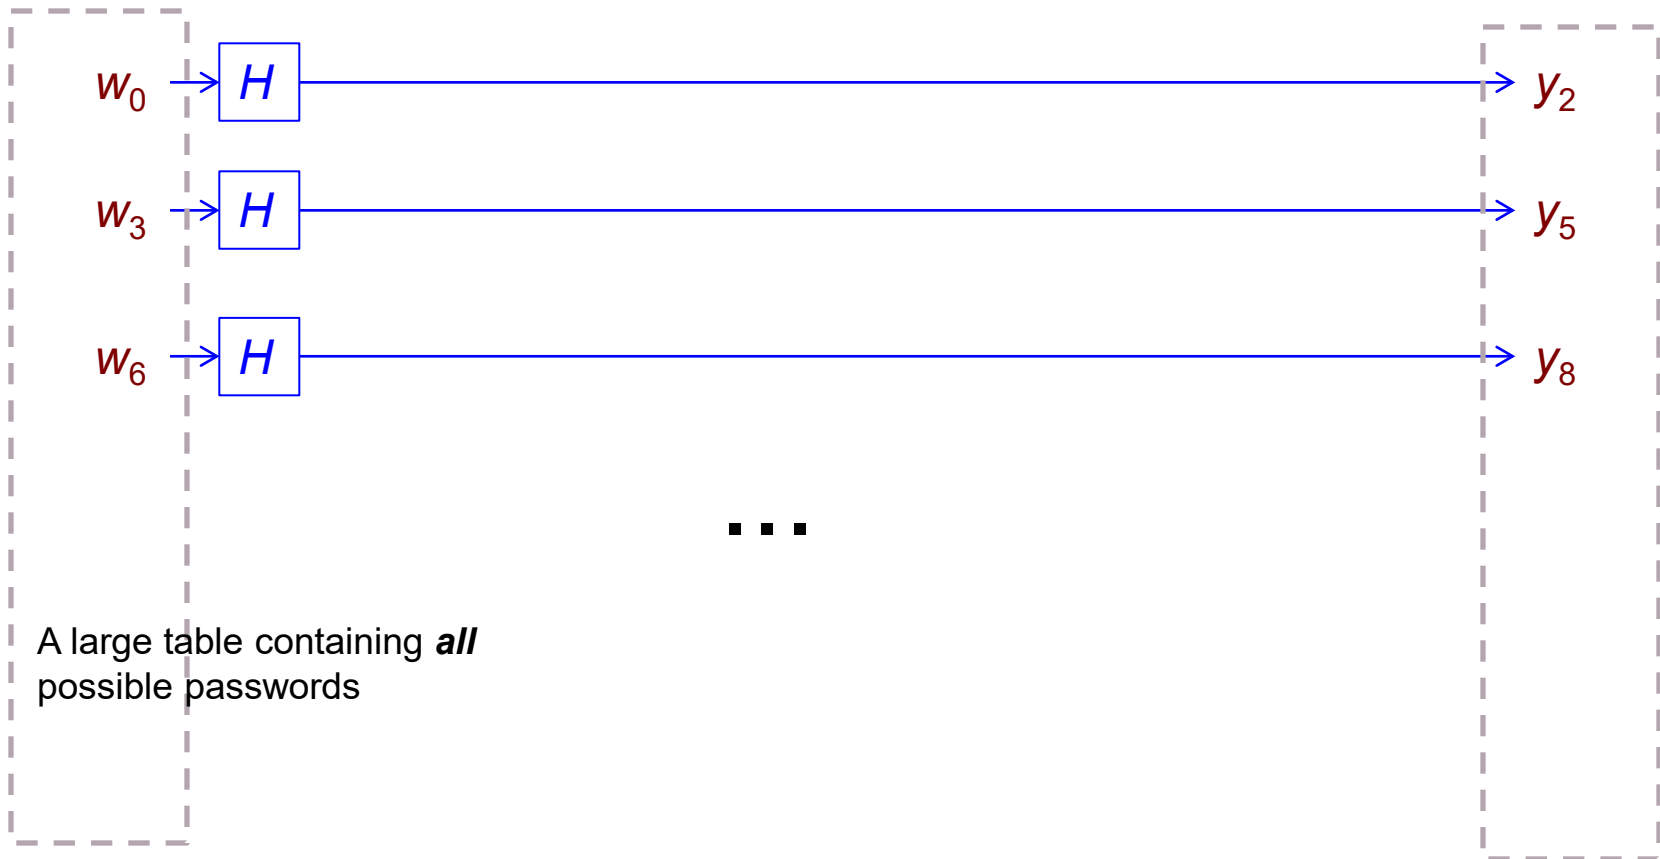 w₀ H y₂
w₃ H y₅
w₆ H y₈
...
A large table containing all
possible passwords